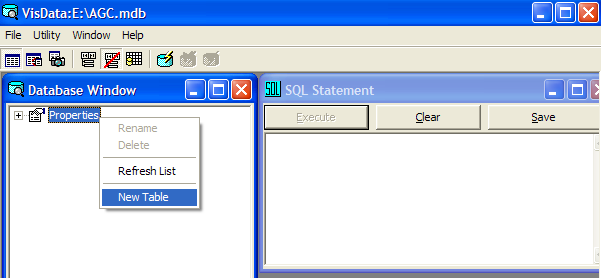 VisData:E:\AGC.mdb
File Utility Window Help
Database Window
SQL SQL Statement
Properties
Execute Clear Save
Rename
Delete
Refresh List
New Table